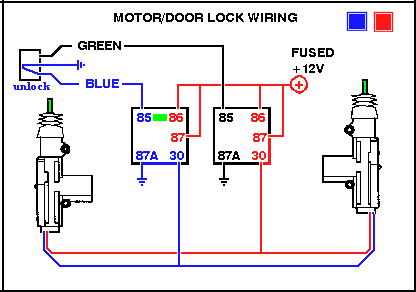 MOTOR/DOOR LOCK WIRING
GREEN
FUSED
+12V
unlock
BLUE
85 86
87
87A 30
85 86
87
87A 30